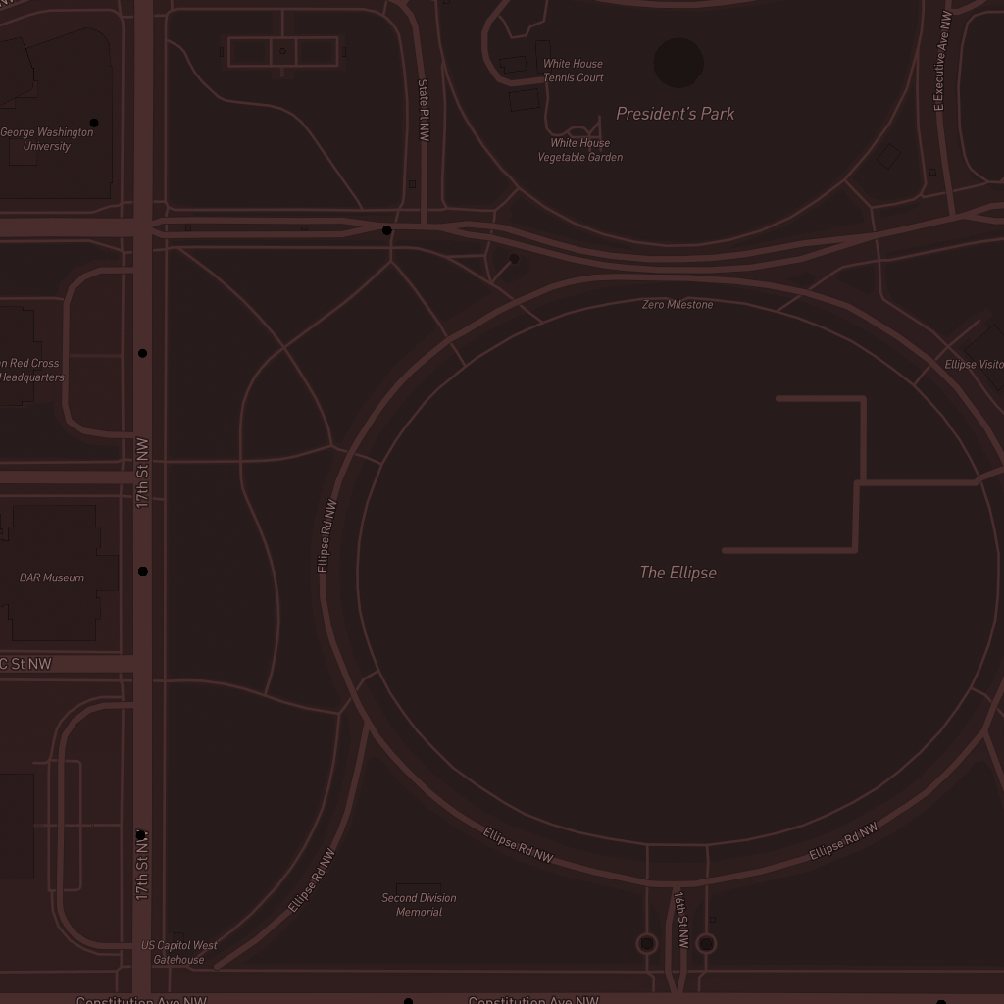 E Executive Ave NW
State Pl NW
White House
Tennis Court
President's Park
George Washington
University
White House
Vegetable Garden
Zero Milestone
Red Cross
Headquarters
Ellipse
17th St NW
Ellipse Rd NW
The Ellipse
DAR Museum
C St NW
Ellipse Rd NW
Ellipse Rd NW
17th St NW
Ellipse Rd NW
Second Division
Memorial
16th St NW
US Capitol West
Gatehouse
Constitution Ave NW
Constitution Ave NW